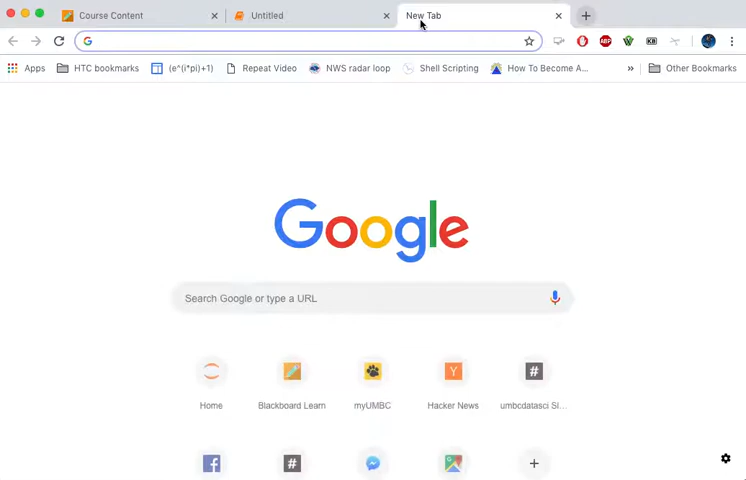 Course Content
Untitled
New Tab
Apps
HTC bookmarks
(e^(i*pi)+1)
Repeat Video
NWS radar loop
Shell Scripting
How To Become A...
»
Other Bookmarks
Google
Search Google or type a URL
Home
Blackboard Learn
myUMBC
Hacker News
umbcdatasci Sl...